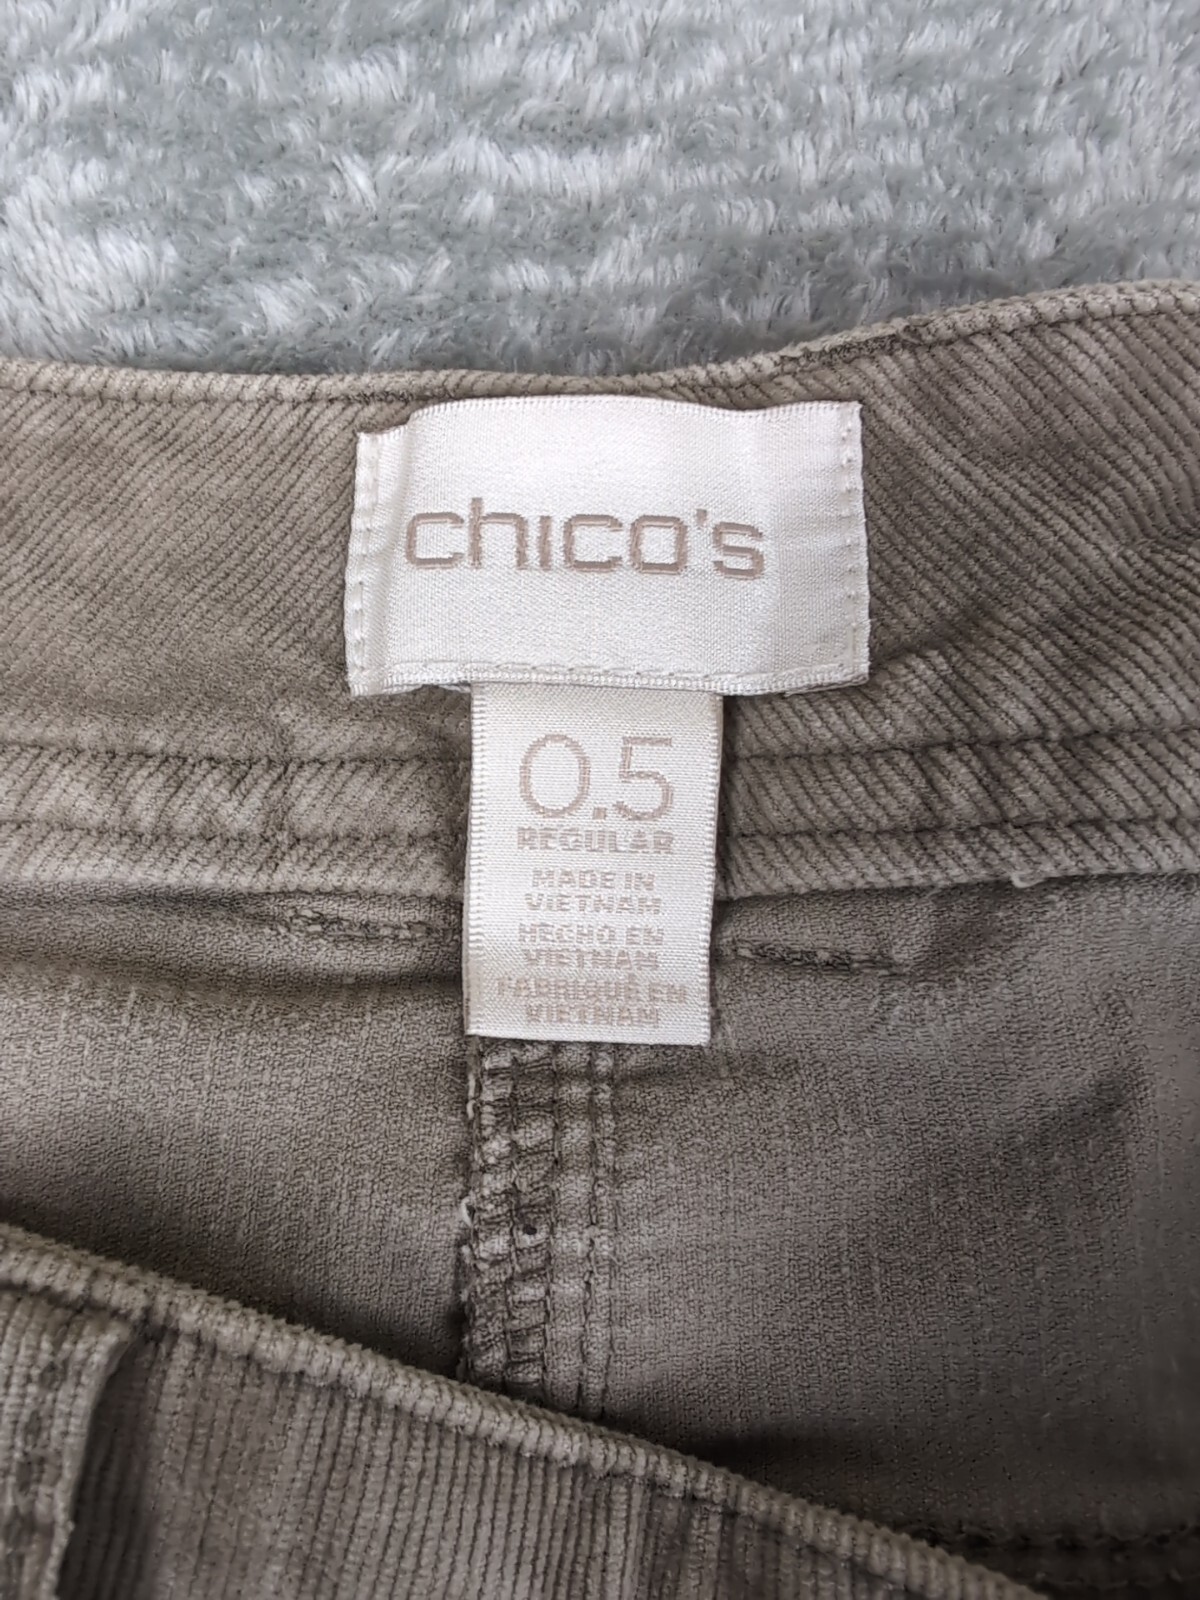 chico's
0.5
REGULAR
MADE IN
VIETNAM
HECHO EN
VIETNAM
FABRIQUÉ EN
VIETNAM